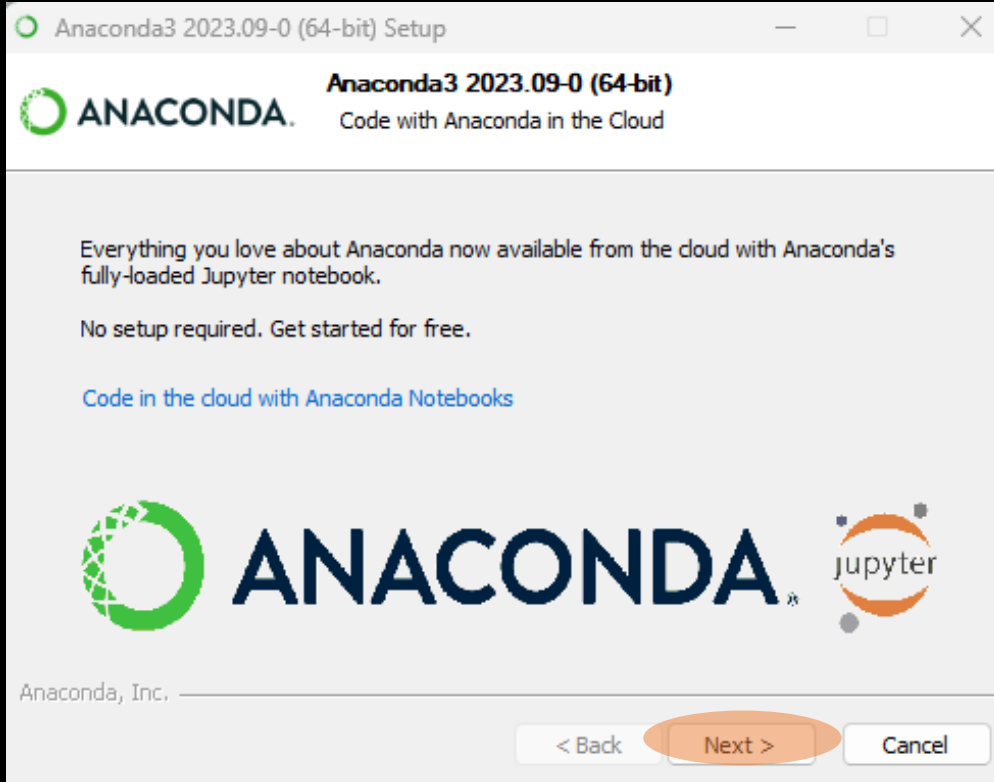 Anaconda3 2023.09-0 (64-bit) Setup
ANACONDA.
Anaconda3 2023.09-0 (64-bit)
Code with Anaconda in the Cloud
Everything you love about Anaconda now available from the cloud with Anaconda's
fully-loaded Jupyter notebook.
No setup required. Get started for free.
Code in the cloud with Anaconda Notebooks
ANACONDA.®
jupyter
Anaconda, Inc.
< Back
Next >
Cancel